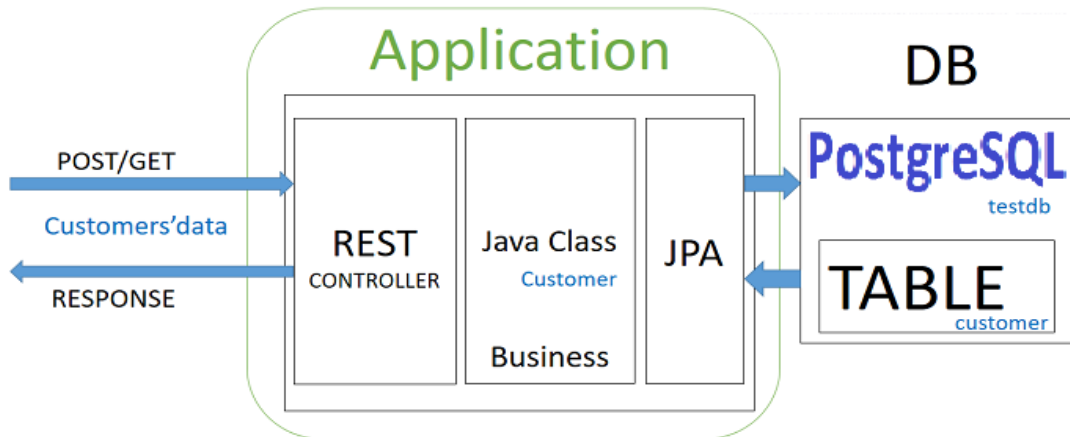 Application
DB
POST/GET
Customers'data
RESPONSE
REST
CONTROLLER
Java Class
Customer
Business
JPA
PostgreSQL
testdb
TABLE
customer